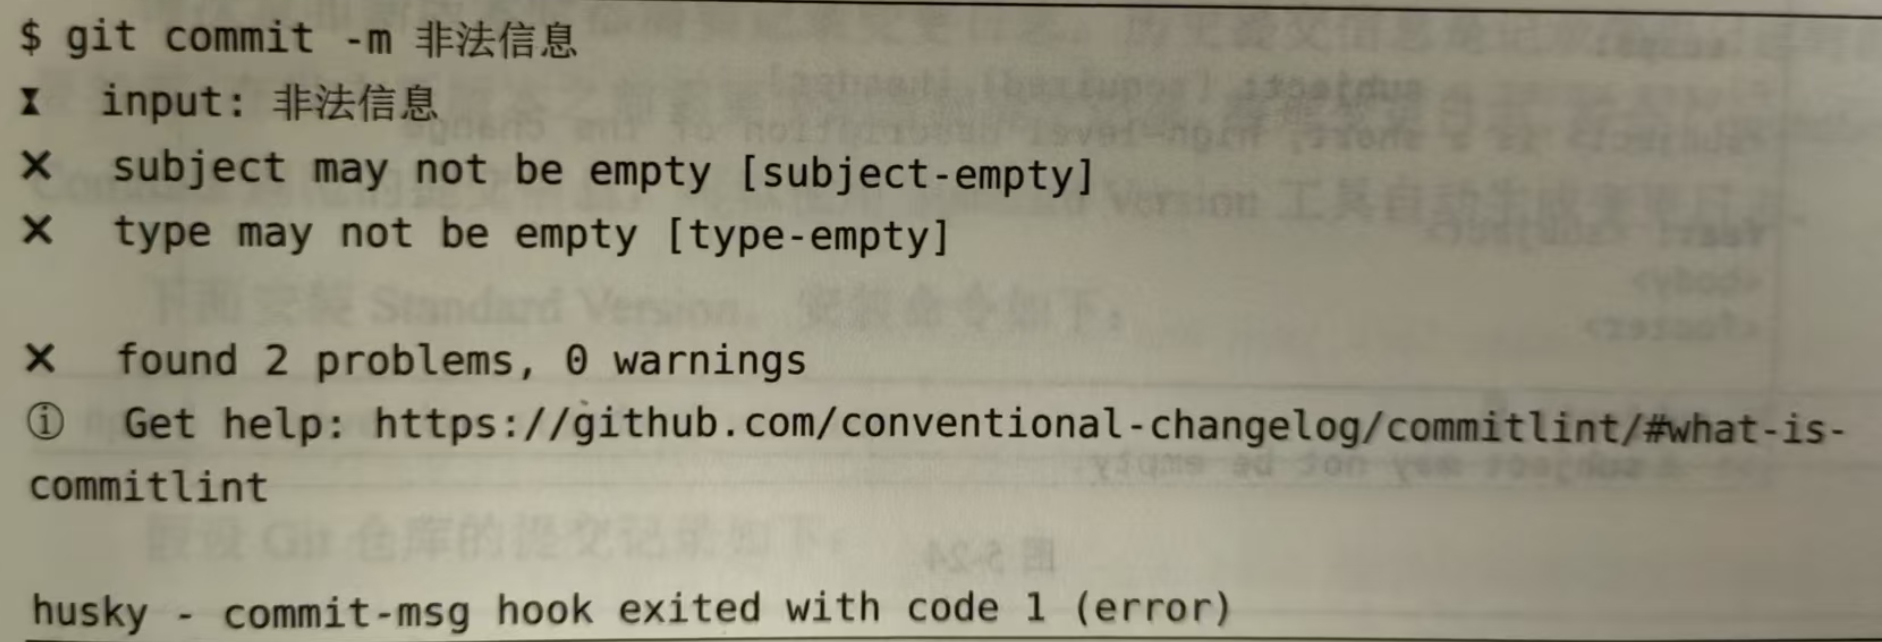 $ git commit -m 非法信息
⧗ input: 非法信息
✕ subject may not be empty [subject-empty]
✕ type may not be empty [type-empty]
✕ found 2 problems, 0 warnings
ⓘ Get help: https://github.com/conventional-changelog/commitlint/#what-is-
commitlint
husky - commit-msg hook exited with code 1 (error)